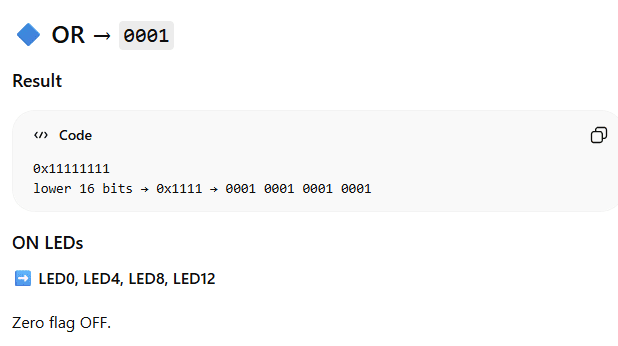 🔷 OR → 0001
Result
</> Code
0x11111111
lower 16 bits → 0x1111 → 0001 0001 0001 0001
ON LEDs
➡️ LED0, LED4, LED8, LED12
Zero flag OFF.